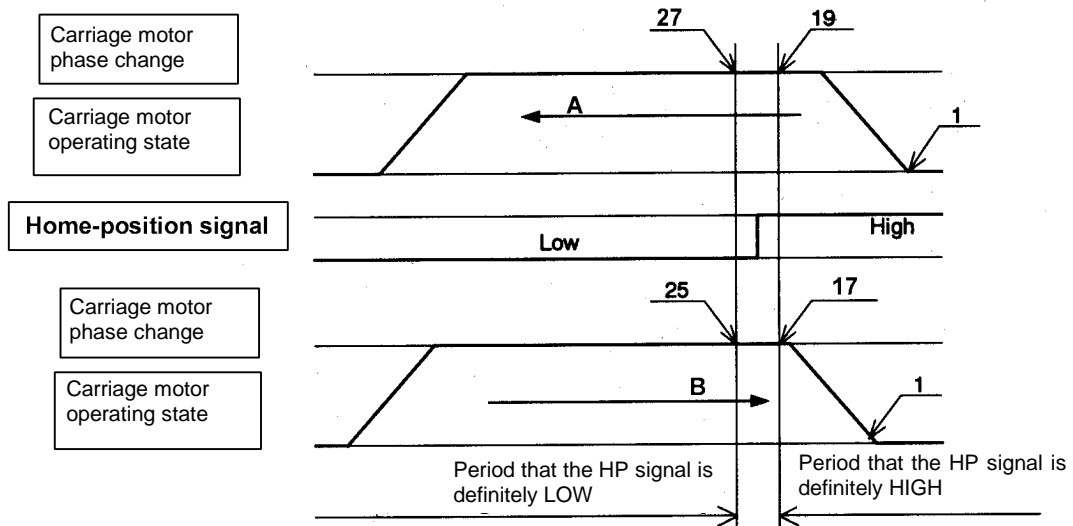 Carriage motor
phase change
27
19
Carriage motor
operating state
A
1
Home-position signal
Low
High
Carriage motor
phase change
25
17
Carriage motor
operating state
B
1
Period that the HP signal is
definitely LOW
Period that the HP signal is
definitely HIGH